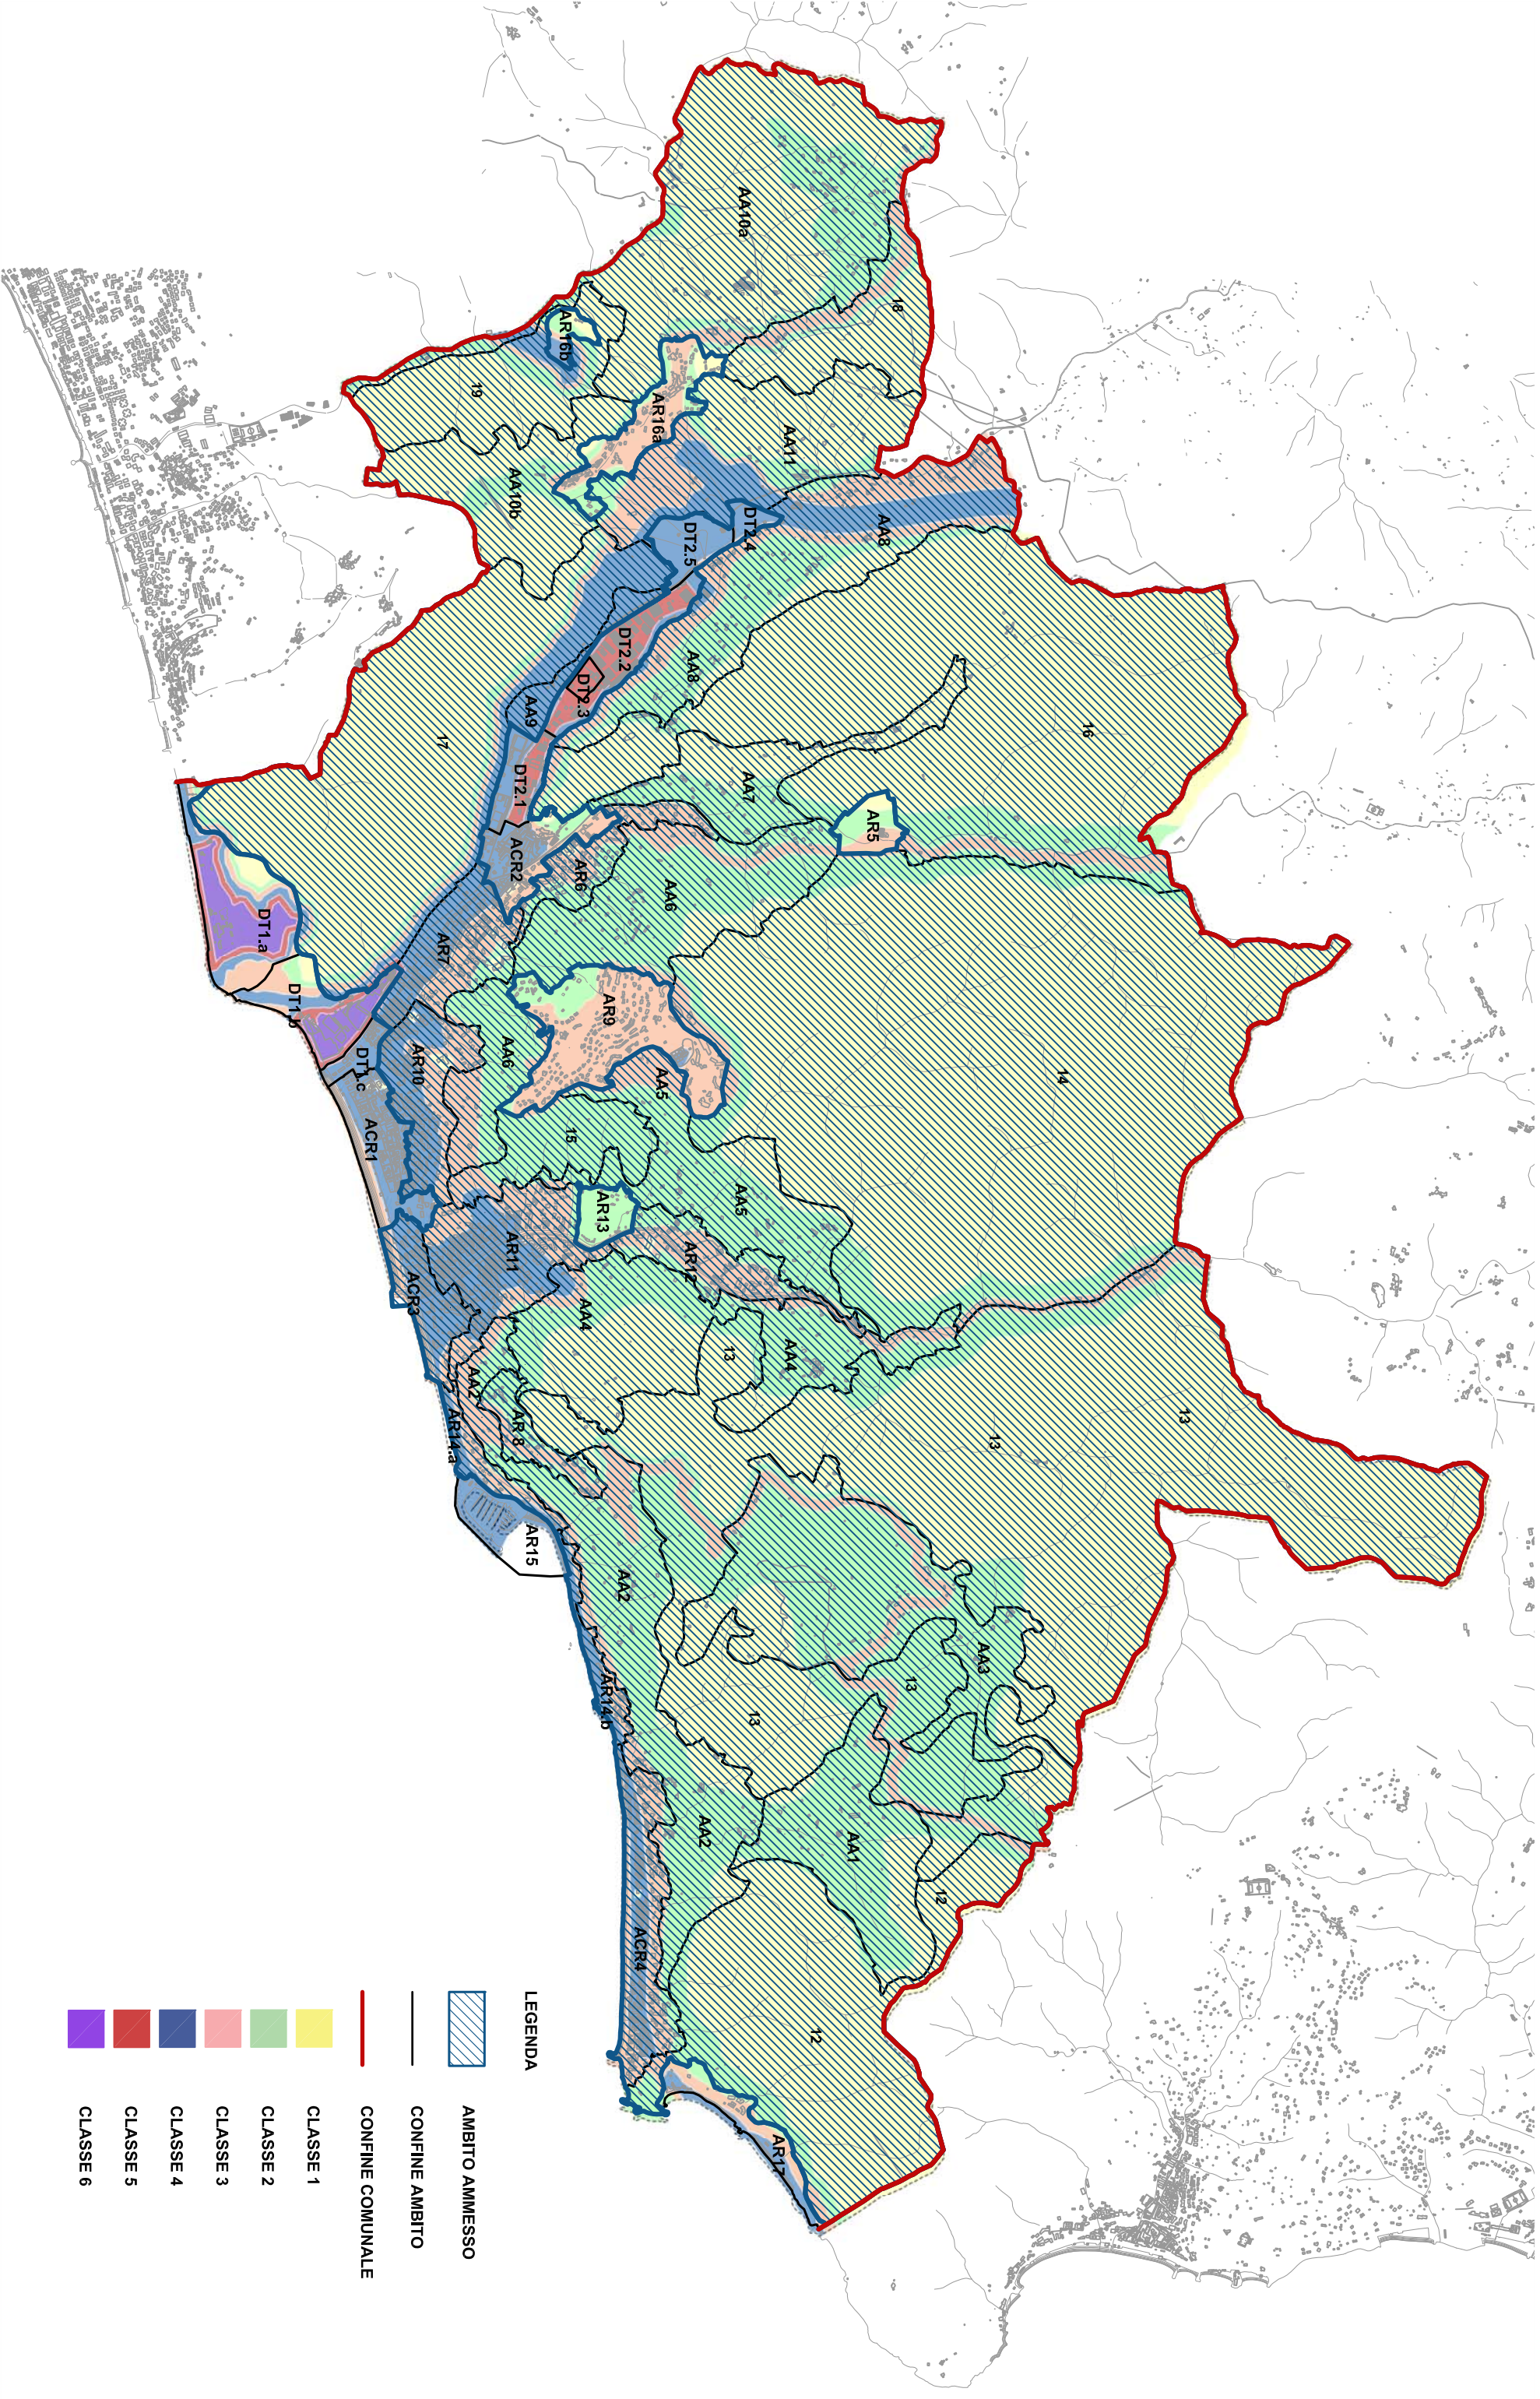 AA10a
18
AR16b
19
AR16a
AA11
AA10b
DT2.4
DT2.5
AA8
DT2.2
DT2.3
AA8
AA9
16
17
DT2.1
AA7
AR5
ACR2
AR6
AA6
DT1.a
AR7
DT1.b
AR9
DT1.c
AR10
AA6
AA5
14
ACR1
15
AR13
AA5
AR11
AR12
ACR3
AA4
13
AA4
AA2
AR 8
AR14.a
13
13
AR15
AA2
AR14.b
13
13
AA3
AA2
AA1
12
ACR4
12
AR17
LEGENDA
AMBITO AMMESSO
CONFINE AMBITO
CONFINE COMUNALE
CLASSE 1
CLASSE 2
CLASSE 3
CLASSE 4
CLASSE 5
CLASSE 6